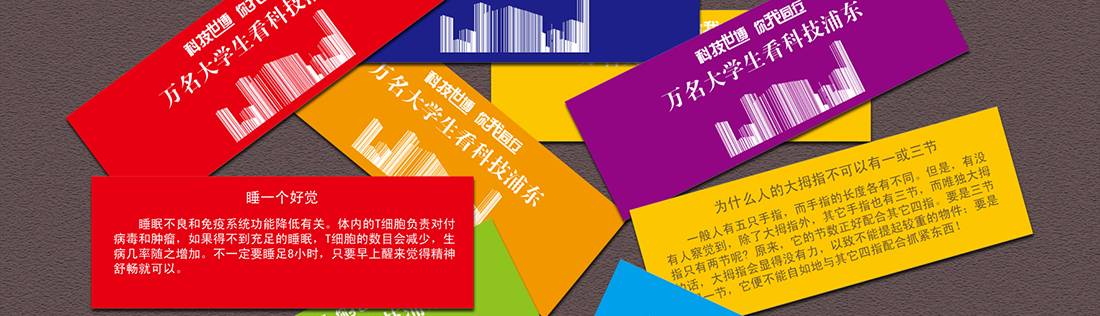 科技世博 你我同行
万名大学生看科技浦东
科技世博 你我同行
万名大学生看科技浦东
科技世博 你我同行
万名大学生看科技浦东
睡一个好觉
睡眠不良和免疫系统功能降低有关。体内的T细胞负责对付
病毒和肿瘤，如果得不到充足的睡眠，T细胞的数目会减少，生
病几率随之增加。不一定要睡足8小时，只要早上醒来觉得精神
舒畅就可以。
为什么人的大拇指不可以有一或三节
一般人有五只手指，而手指的长度各有不同。但是，有没
有人察觉到，除了大拇指外，其它手指也有三节，而唯独大拇
指只有两节呢？原来，它的节数正好配合其它四指。要是三节
的话，大拇指会显得没有力，以致不能提起较重的物件；要是
一节，它便不能自如地与其它四指配合抓紧东西！